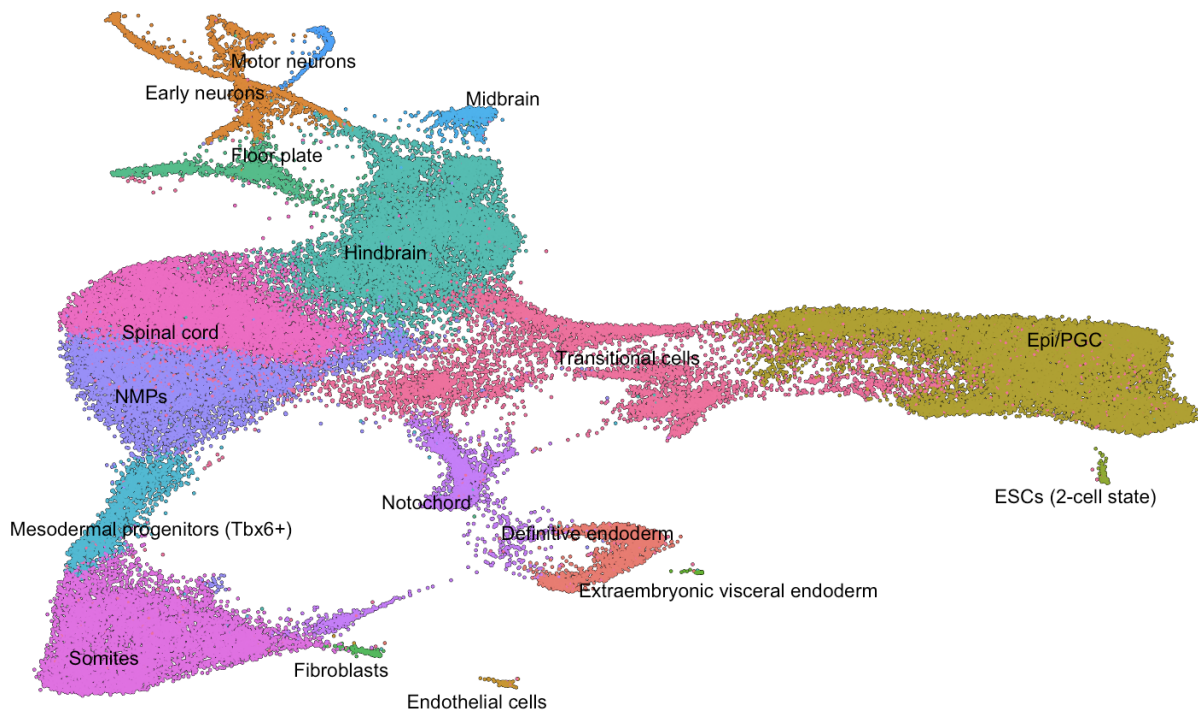 Motor neurons
Early neurons
Midbrain
Floor plate
Hindbrain
Spinal cord
Epi/PGC
Transitional cells
NMPs
Notochord
ESCs (2-cell state)
Mesodermal progenitors (Tbx6+)
Definitive endoderm
Extraembryonic visceral endoderm
Somites
Fibroblasts
Endothelial cells